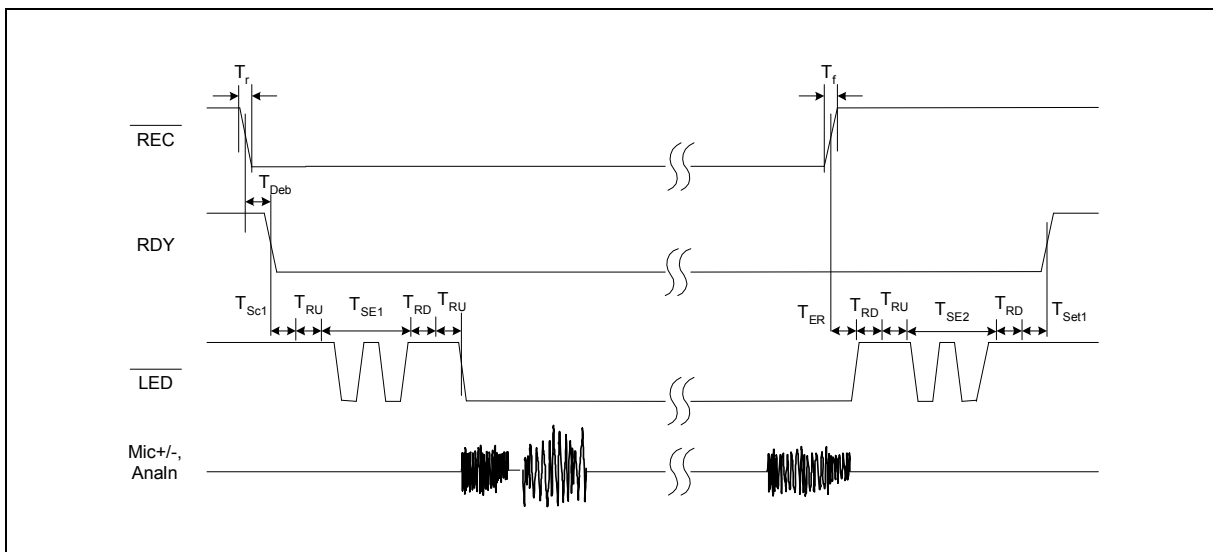 Tr
Tf
REC
TDeb
RDY
TSc1 TRU TSE1 TRD TRU
TER TRD TRU TSE2 TRD TSet1
LED
Mic+/-,
AnaIn